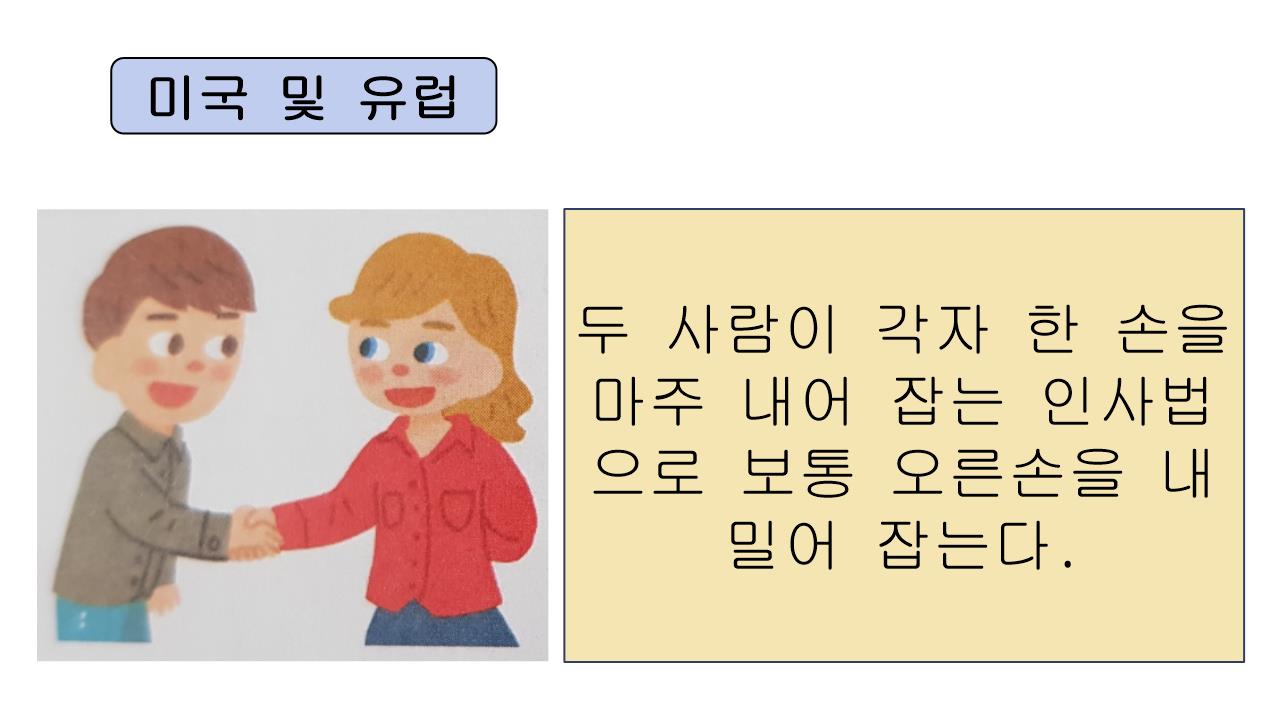 미국 및 유럽
두 사람이 각자 한 손을
마주 내어 잡는 인사법
으로 보통 오른손을 내
밀어 잡는다.